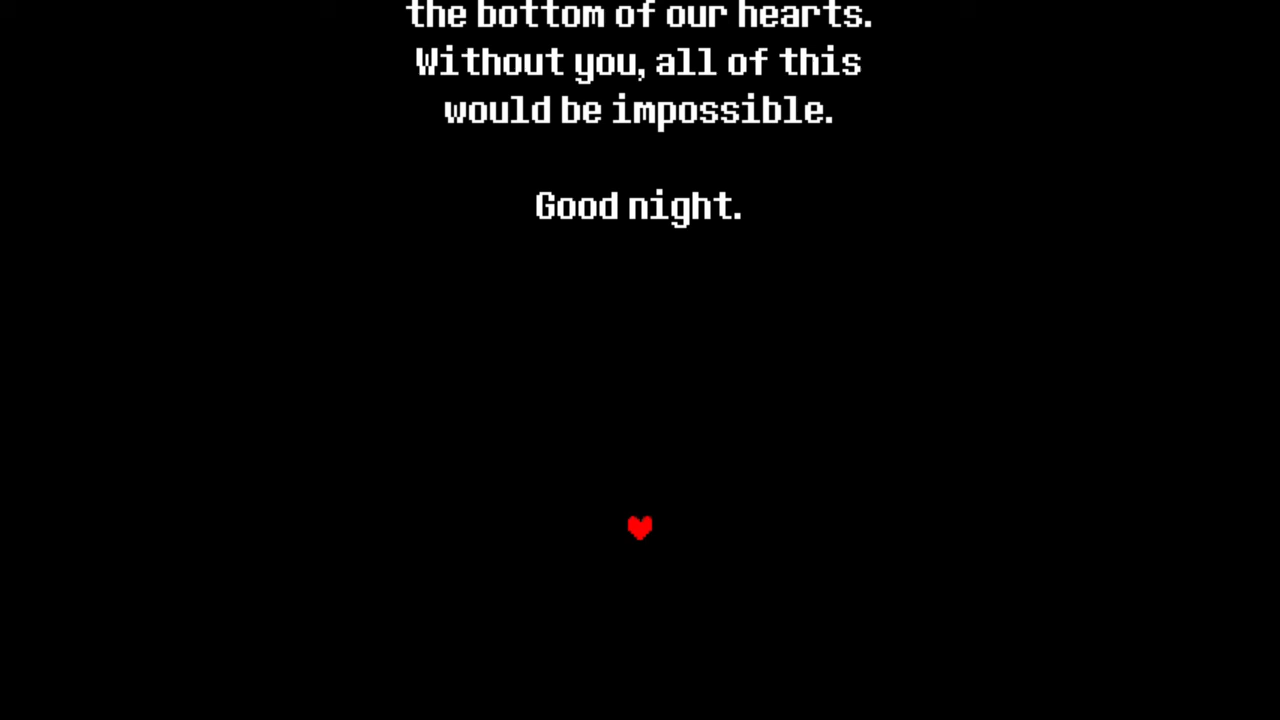 the bottom of our hearts.
Without you, all of this
would be impossible.
Good night.